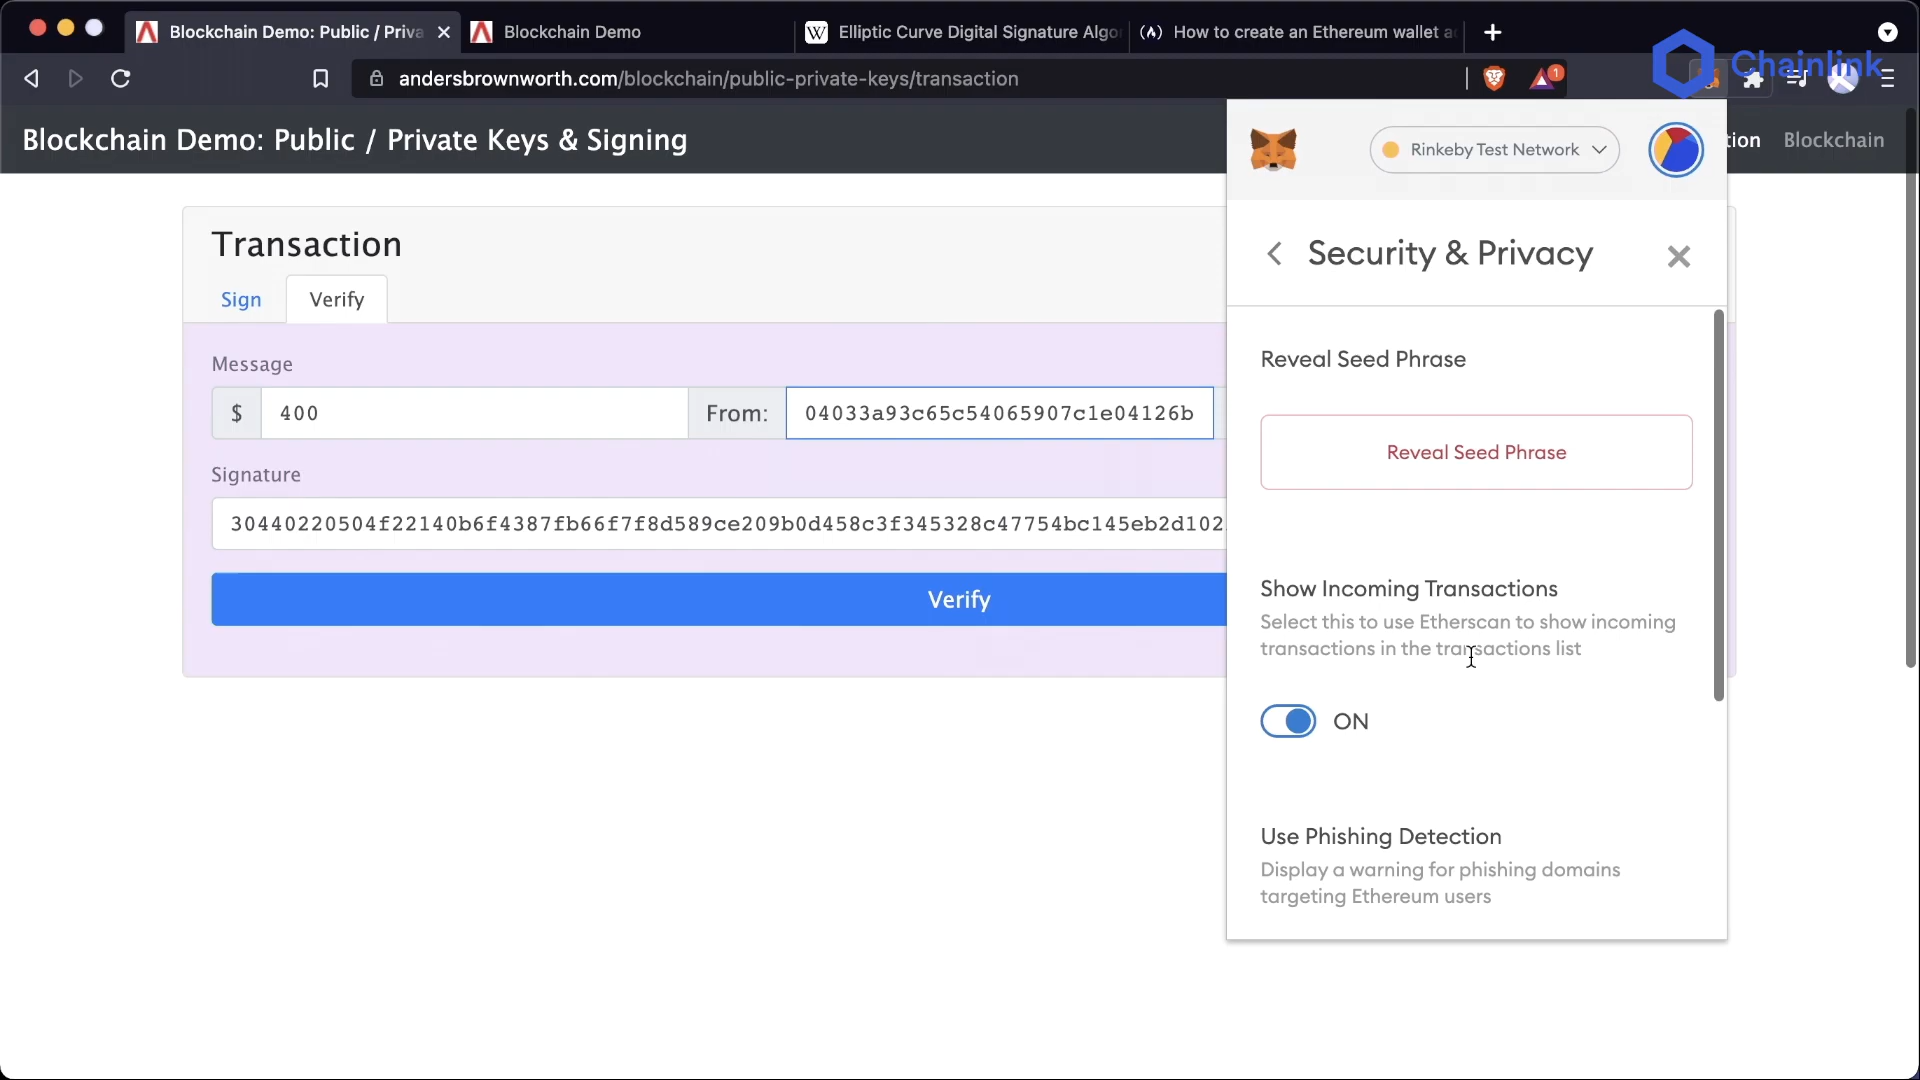 Blockchain Demo: Public / Priva
Blockchain Demo
Elliptic Curve Digital Signature Algo
How to create an Ethereum wallet a
andersbrownworth.com/blockchain/public-private-keys/transaction
1
Chainlink
Blockchain Demo: Public / Private Keys & Signing
tion
Blockchain
Rinkeby Test Network
Transaction
Sign
Verify
Security & Privacy
Message
$
400
From:
04033a93c65c54065907c1e04126b
Signature
30440220504f22140b6f4387fb66f7f8d589ce209b0d458c3f345328c47754bc145eb2d102
Verify
Reveal Seed Phrase
Reveal Seed Phrase
Show Incoming Transactions
Select this to use Etherscan to show incoming
transactions in the transactions list
ON
Use Phishing Detection
Display a warning for phishing domains
targeting Ethereum users